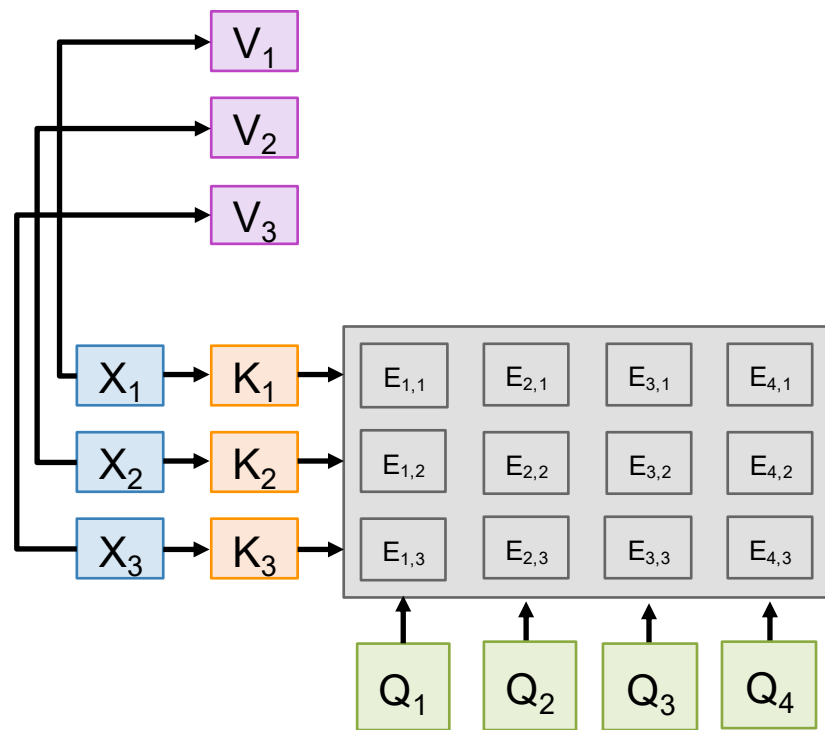 V1
V2
V3
X1 K1 E1,1 E2,1 E3,1 E4,1
X2 K2 E1,2 E2,2 E3,2 E4,2
X3 K3 E1,3 E2,3 E3,3 E4,3
Q1 Q2 Q3 Q4